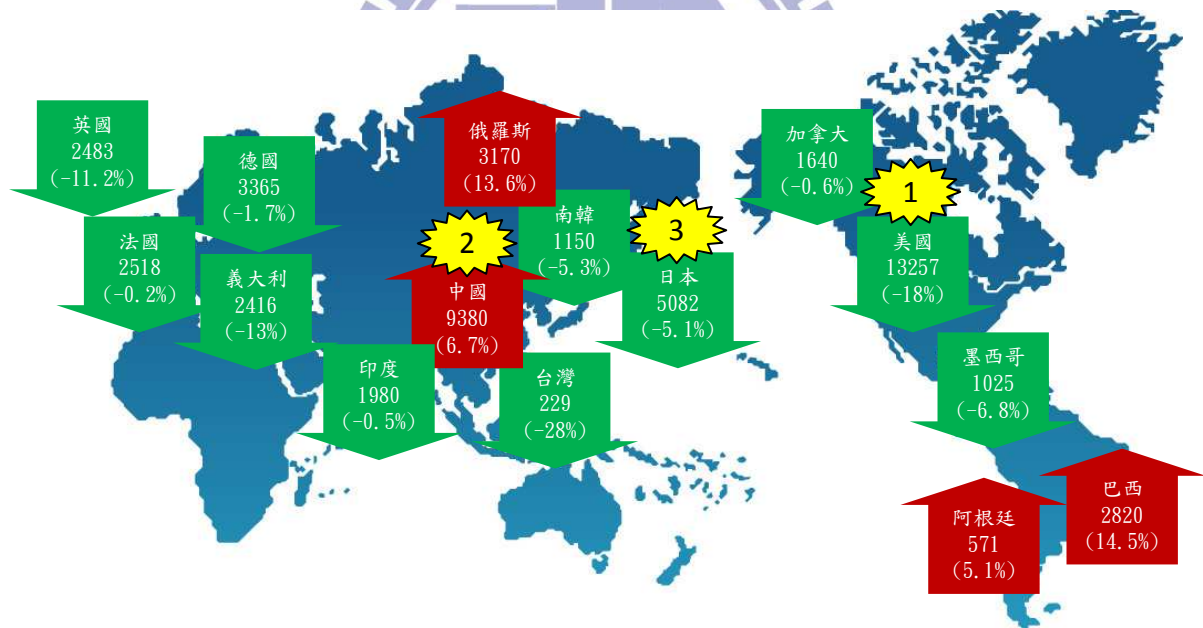 英國
2483
(-11.2%)
德國
3365
(-1.7%)
法國
2518
(-0.2%)
義大利
2416
(-13%)
俄羅斯
3170
(13.6%)
2
中國
9380
(6.7%)
南韓
1150
(-5.3%)
3
日本
5082
(-5.1%)
印度
1980
(-0.5%)
台灣
229
(-28%)
加拿大
1640
(-0.6%)
1
美國
13257
(-18%)
墨西哥
1025
(-6.8%)
阿根廷
571
(5.1%)
巴西
2820
(14.5%)